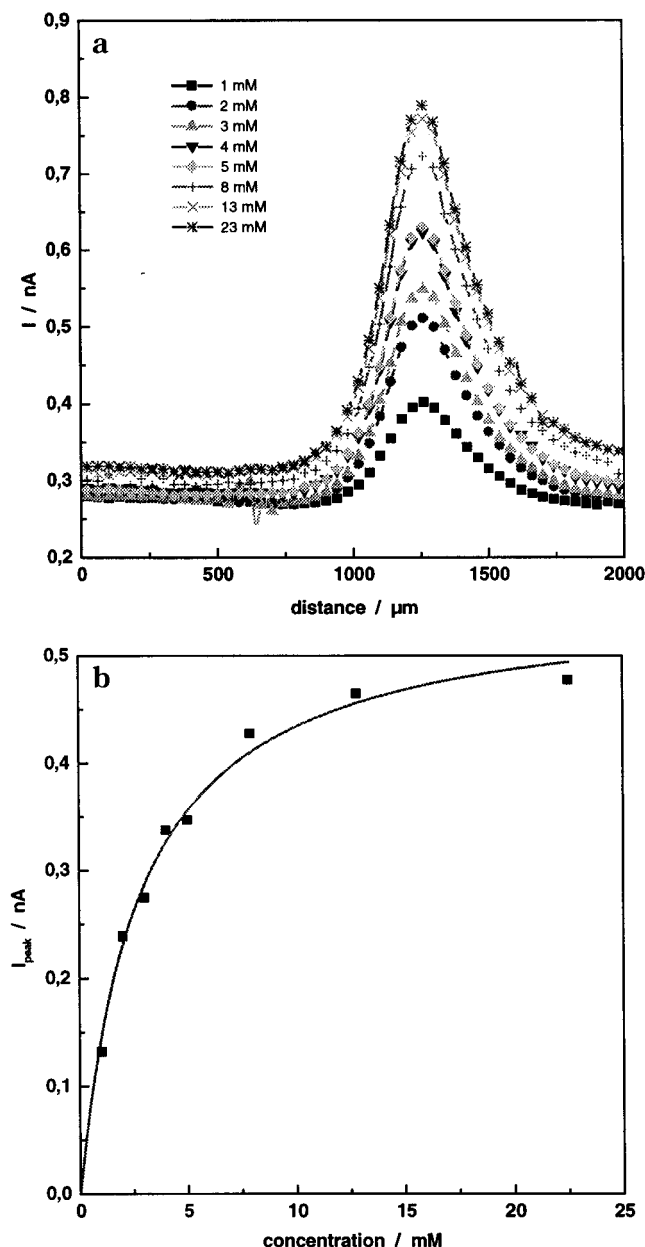 a
0,9
0,8
0,7
0,6
0,5
0,4
0,3
0,2
I / nA
1 mM
2 mM
3 mM
4 mM
5 mM
8 mM
13 mM
23 mM
0
500
1000
1500
2000
distance / µm
b
0,5
0,4
0,3
0,2
0,1
0,0
I peak / nA
0
5
10
15
20
25
concentration / mM